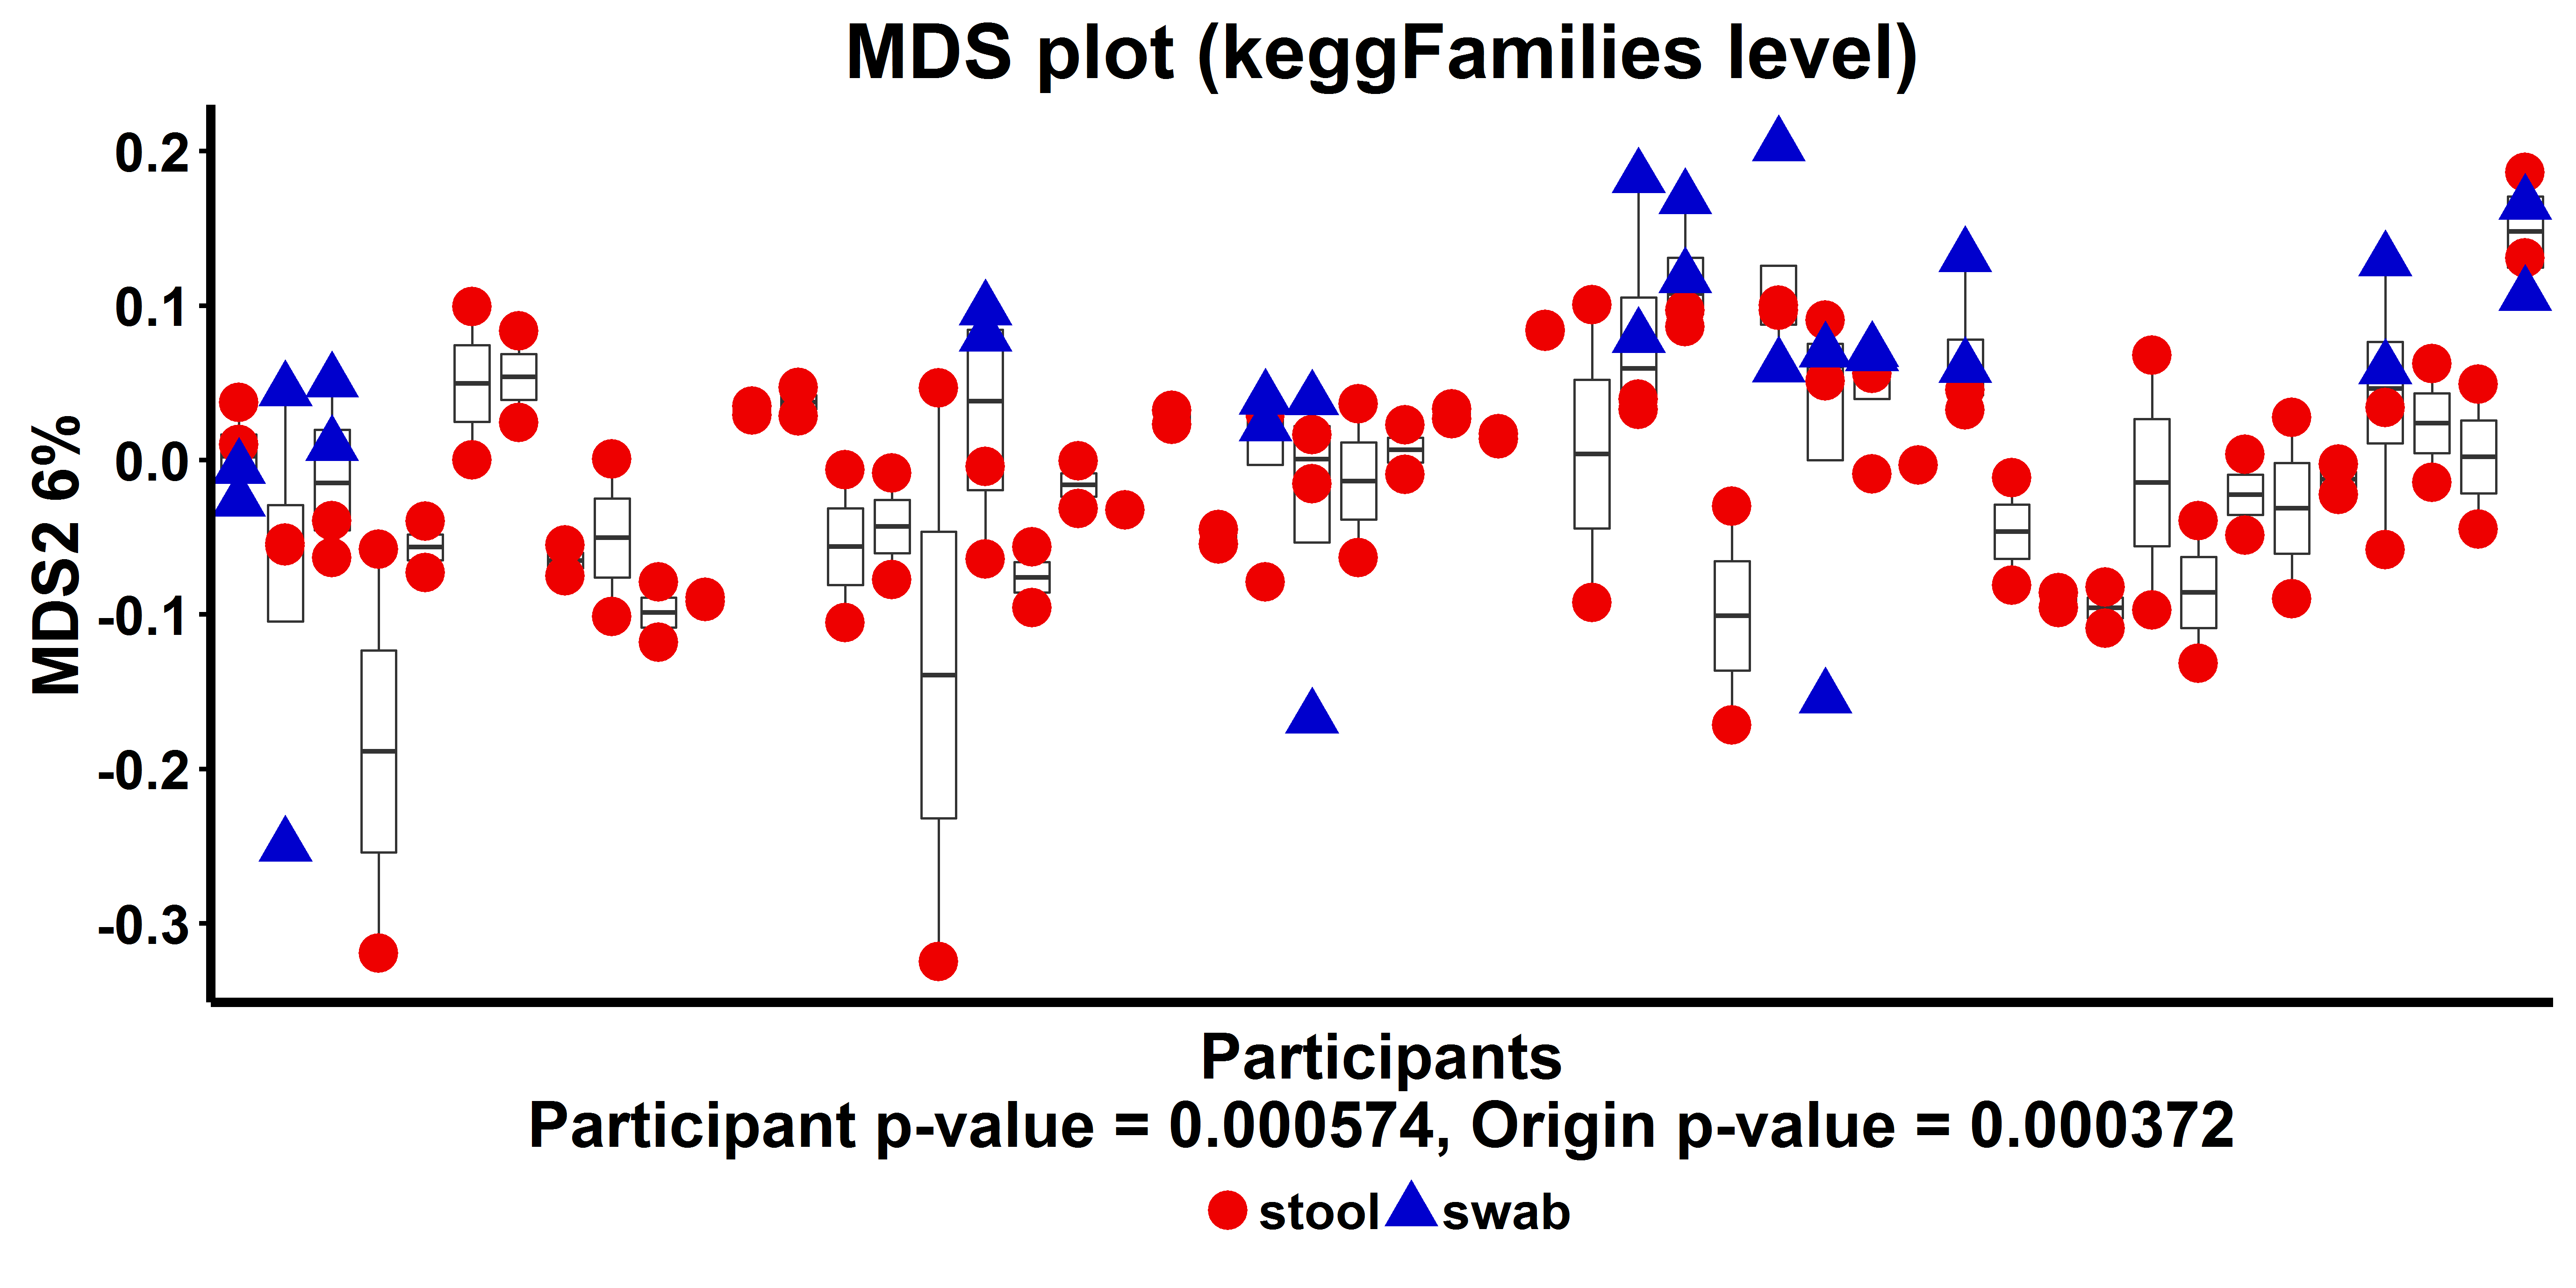 MDS plot (keggFamilies level)
MDS2 6%
0.2
0.1
0.0
-0.1
-0.2
-0.3
Participants
Participant p-value = 0.000574, Origin p-value = 0.000372
stool swab